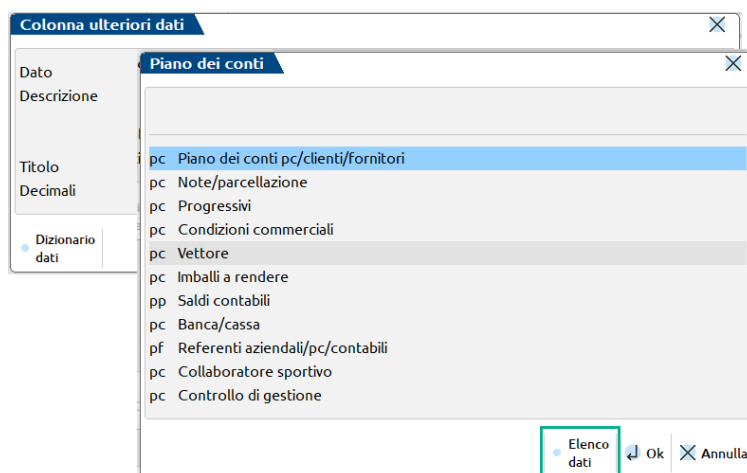 Colonna ulteriori dati
Dato
Descrizione
Titolo
Decimali
Dizionario
dati
Piano dei conti
pc Piano dei conti pc/clienti/fornitori
pc Note/parcellazione
pc Progressivi
pc Condizioni commerciali
pc Vettore
pc Imballi a rendere
pp Saldi contabili
pc Banca/cassa
pf Referenti aziendali/pc/contabili
pc Collaboratore sportivo
pc Controllo di gestione
Elenco
dati
Ok
Annulla